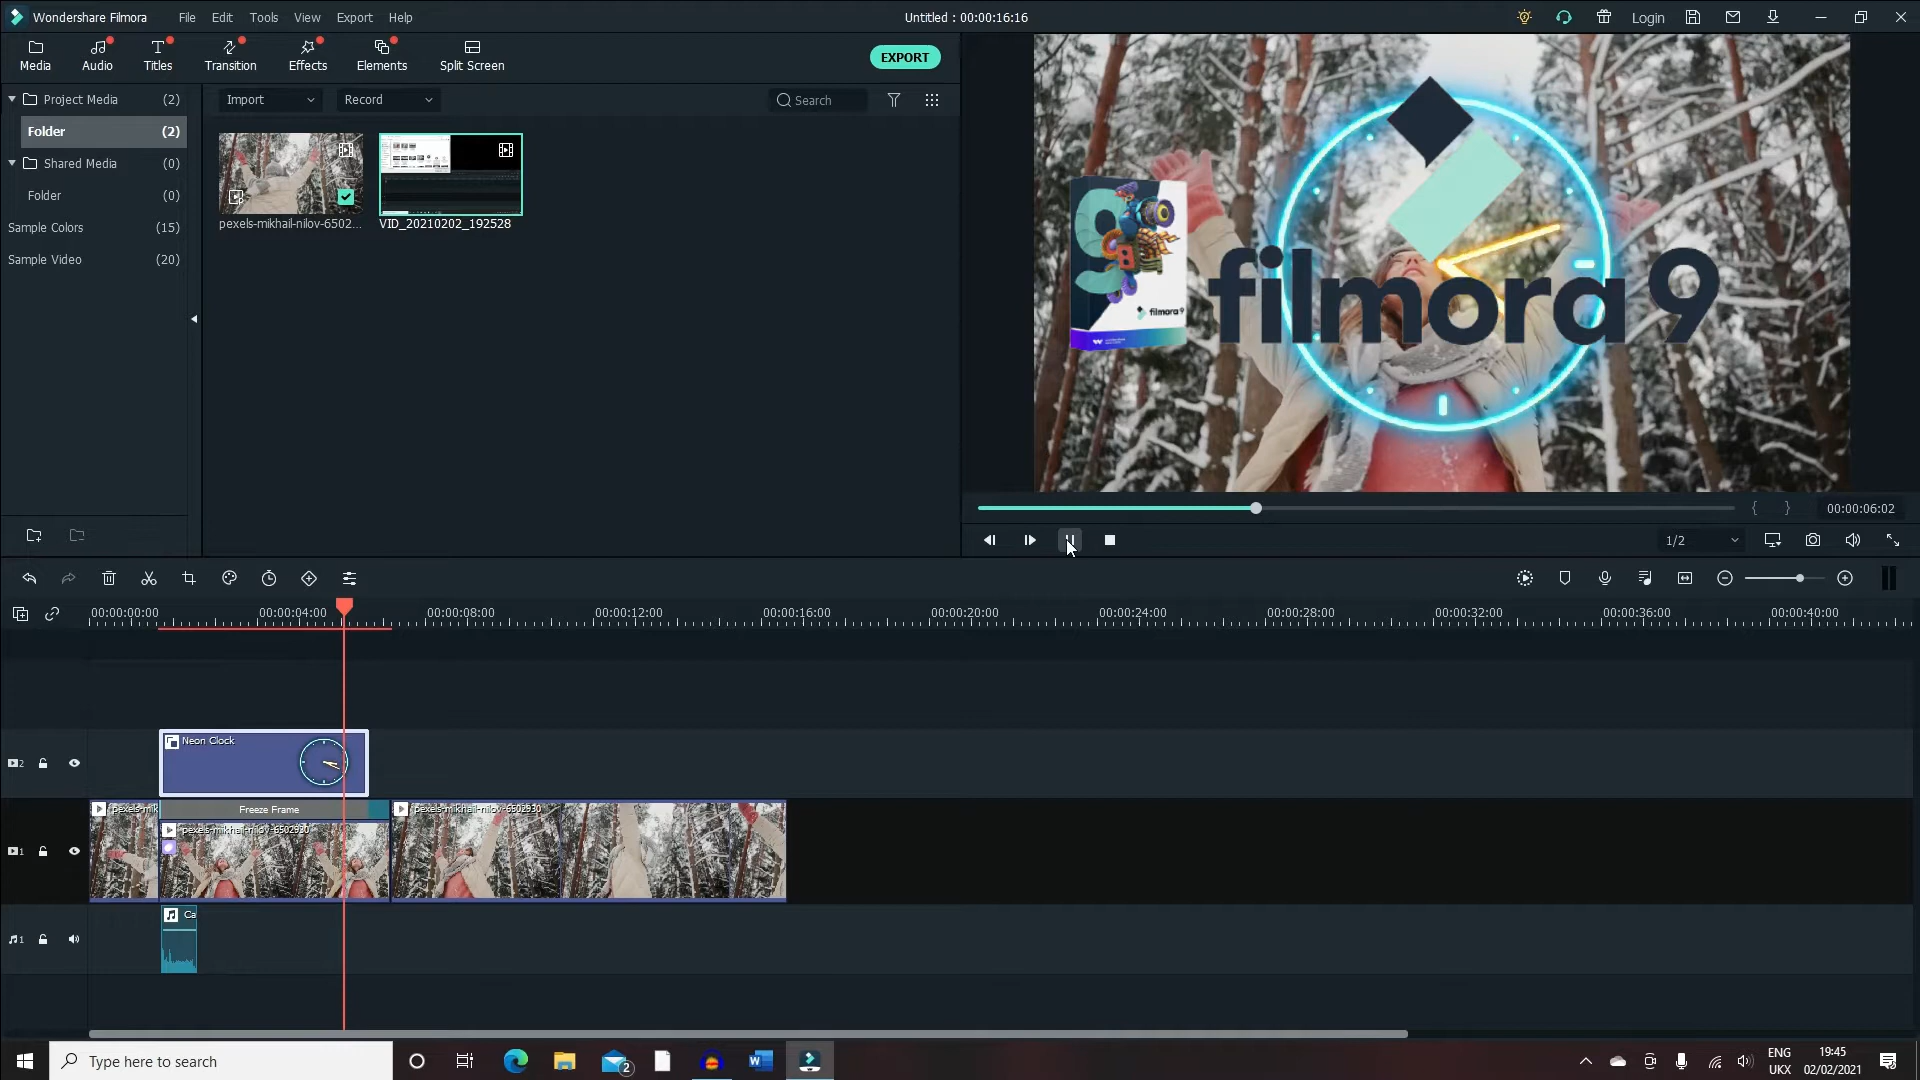 Wondershare Filmora File Edit Tools View Export Help Untitled : 00:00:16:16 Login
Media Audio Titles Transition Effects Elements Split Screen EXPORT
Project Media (2) Import Record Search
Folder (2)
Shared Media (0)
Folder (0)
Sample Colors (15)
Sample Video (20)
pexels-mikhail-nilov-6502... VID_20210202_192528
9
filmora9
filmora 9
00:00:06:02
1/2
00:00:00:00 00:00:04:00 00:00:08:00 00:00:12:00 00:00:16:00 00:00:20:00 00:00:24:00 00:00:28:00 00:00:32:00 00:00:36:00 00:00:40:00
Neon Clock
2
pexels-mik Freeze Frame pexels-mikhail-nilov-6502930
pexels-mikhail-nilov-6502930
1
Ca
1
Type here to search
2
ENG
UKX
19:45
02/02/2021